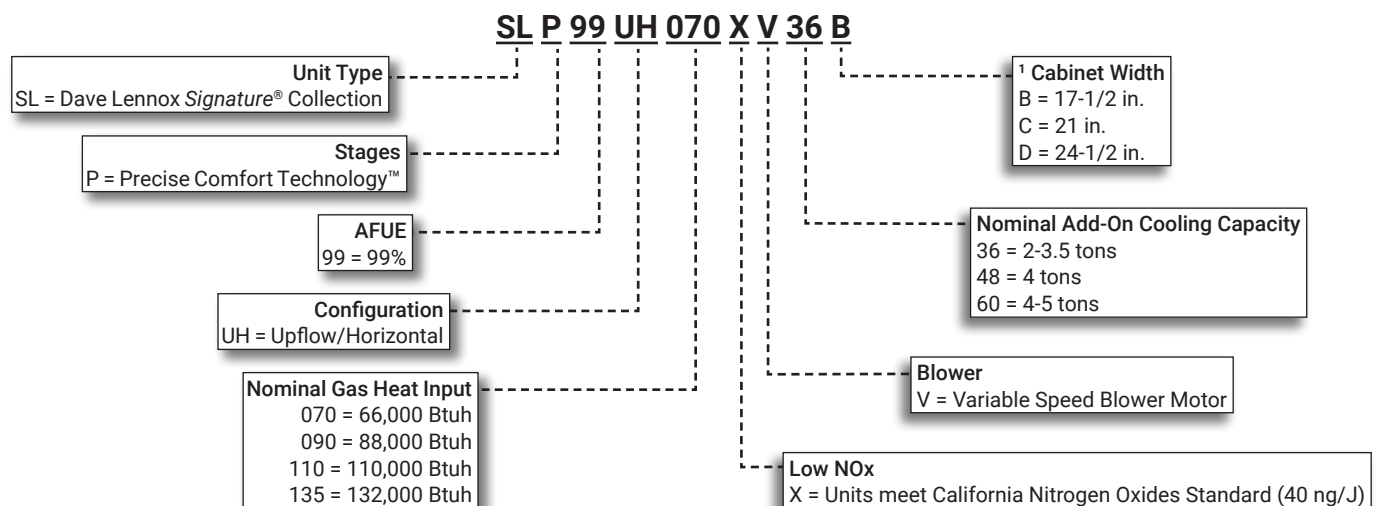 SL P 99 UH 070 X V 36 B
Unit Type
SL = Dave Lennox Signature® Collection
Stages
P = Precise Comfort Technology™
AFUE
99 = 99%
Configuration
UH = Upflow/Horizontal
Nominal Gas Heat Input
070 = 66,000 Btuh
090 = 88,000 Btuh
110 = 110,000 Btuh
135 = 132,000 Btuh
¹ Cabinet Width
B = 17-1/2 in.
C = 21 in.
D = 24-1/2 in.
Nominal Add-On Cooling Capacity
36 = 2-3.5 tons
48 = 4 tons
60 = 4-5 tons
Blower
V = Variable Speed Blower Motor
Low NOx
X = Units meet California Nitrogen Oxides Standard (40 ng/J)